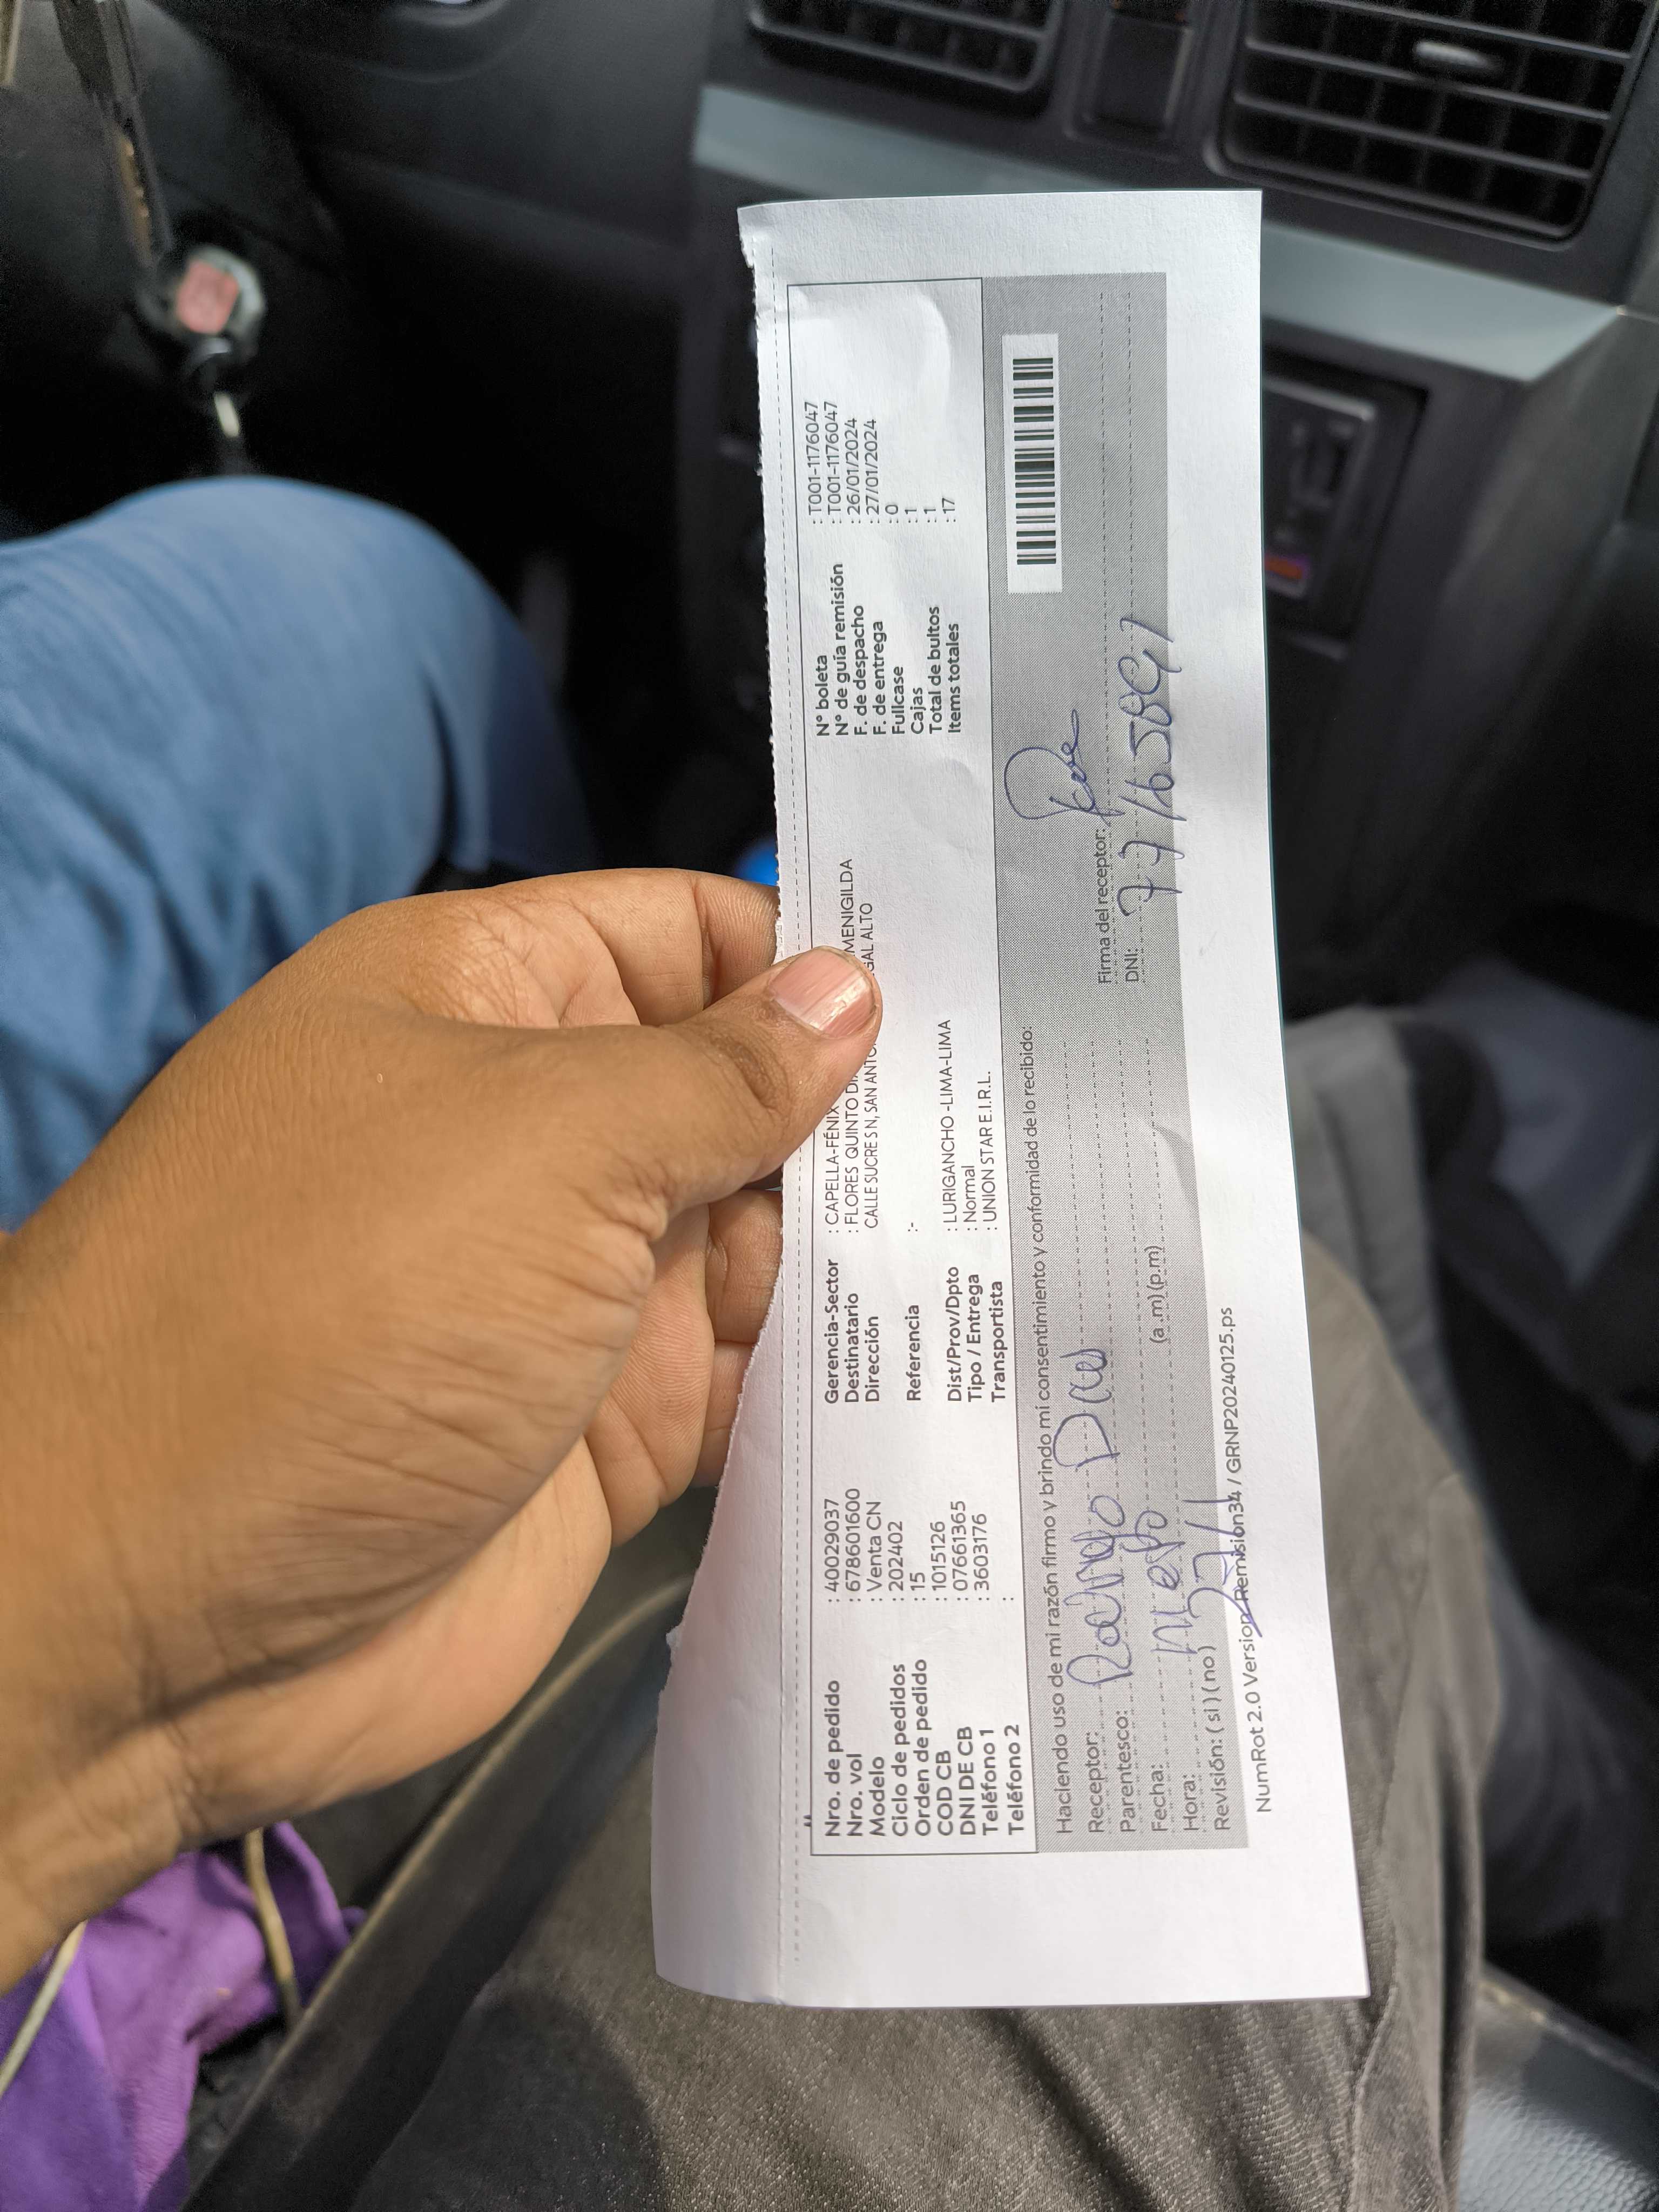 Nro. de pedido : 40029037
Nro. vol : 678601600
Modelo : Venta CN
Ciclo de pedidos : 202402
Orden de pedido : 15
COD CB : 1015126
DNI DE CB : 07661365
Teléfono 1 : 3603176
Teléfono 2 :
Gerencia-Sector : CAPELLA-FÉNIX
Destinatario : FLORES QUINTO MENIGILDA
Dirección CALLE SUCRE S N, SAN ALTO
Referencia :-
Dist/Prov/Dpto : LURIGANCHO -LIMA-LIMA
Tipo / Entrega : Normal
Transportista : UNION STAR E.I.R.L.
N° boleta : T001-1176047
N° de guía remisión : T001-1176047
F. de despacho : 26/01/2024
F. de entrega : 27/01/2024
Fullcase : 0
Cajas : 1
Total de bultos : 1
Items totales : 17
Haciendo uso de mi razón firmo y brindo mi consentimiento y conformidad de lo recibido:
Receptor:
Parentesco:
Fecha: 27/
Hora: (a.m) (p.m)
Revisión: ( si ) ( no )
Firma del receptor:
DNI:
NumRot 2.0 Version Remision34 / GRNP20240125.ps